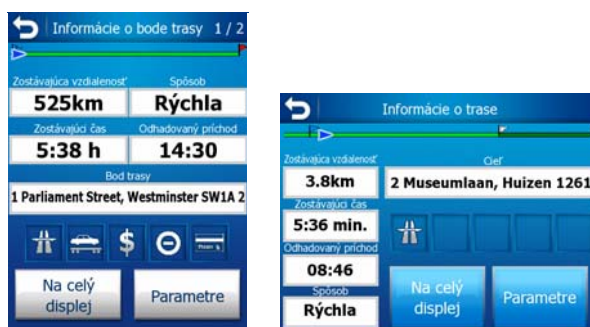 Informácie o bode trasy 1 / 2
Zostávajúca vzdialenosť Spôsob
525km Rýchla
Zostávajúci čas Odhadovaný príchod
5:38 h 14:30
Bod trasy
1 Parliament Street, Westminster SW1A 2
$
Na celý displej
Parametre
Informácie o trase
Zostávajúca vzdialenosť
3.8km
Zostávajúci čas
5:36 min.
Odhadovaný príchod
08:46
Spôsob
Rýchla
Cieľ
2 Museumlaan, Huizen 1261
Na celý displej
Parametre